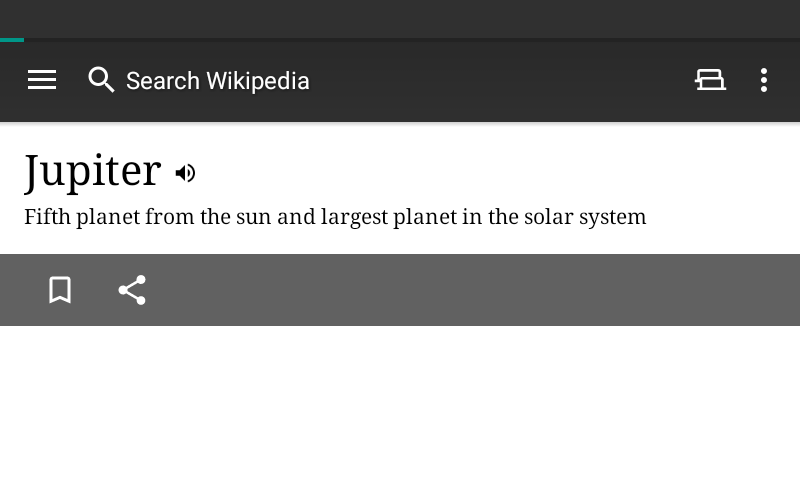 Search Wikipedia
Jupiter
Fifth planet from the sun and largest planet in the solar system